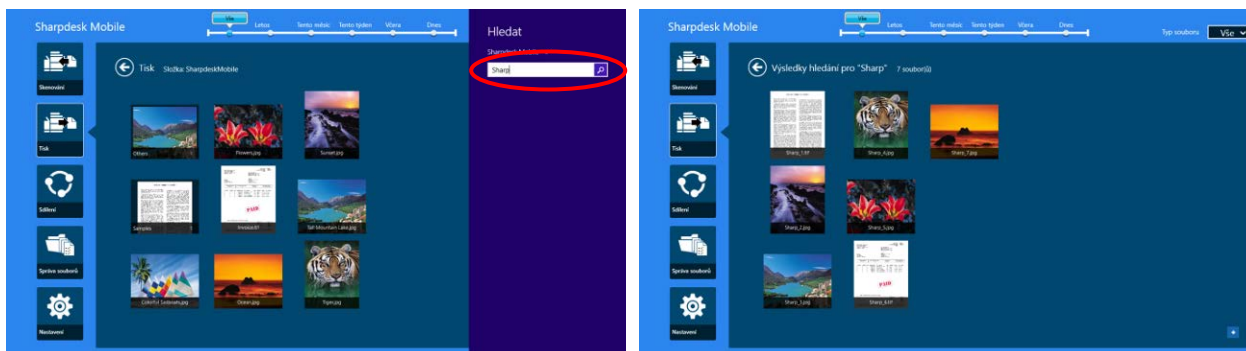 Sharpdesk Mobile
Vše
Letos
Tento měsíc
Tento týden
Včera
Dnes
Hledat
Sharpdesk Mobile
Sharp
Skenování
Tisk
Sdílení
Správa souborů
Nastavení
Tisk Složka: SharpdeskMobile
Others
Flowers.jpg
Sunset.jpg
Samples
Invoice.tif
Tall Mountain Lake.jpg
Colorful Sailboats.jpg
Ocean.jpg
Tiger.jpg
Sharpdesk Mobile
Vše
Letos
Tento měsíc
Tento týden
Včera
Dnes
Typ souboru Vše
Skenování
Tisk
Sdílení
Správa souborů
Nastavení
Výsledky hledání pro "Sharp" 7 soubor(ů)
Sharp_1.tif
Sharp_4.jpg
Sharp_7.jpg
Sharp_2.jpg
Sharp_5.jpg
Sharp_3.jpg
Sharp_6.tif